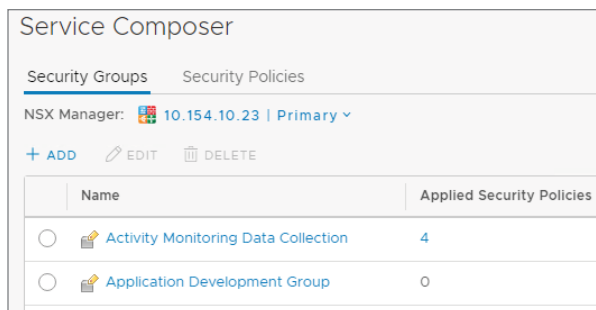 Service Composer
Security Groups Security Policies
NSX Manager: 10.154.10.23 | Primary
+ ADD EDIT DELETE
Name Applied Security Policies
Activity Monitoring Data Collection 4
Application Development Group 0